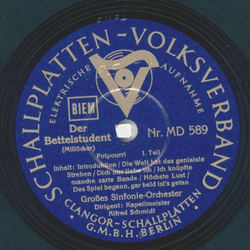 SCHALLPLATTEN-VOLKSVERBAND
ELEKTRISCHE AUFNAHME
BIEM
Der
Bettelstudent
(Millöcker)
Nr. MD 589
Potpourri 1. Teil
Inhalt: Introduktion / Die Welt hat das genialste
Streben / Dich nur liebe ich / Ich knüpfte
manche zarte Bande / Höchste Lust /
Das Spiel begann, gar bald ist's getan
Großes Sinfonie-Orchester
Dirigent: Kapellmeister
Alfred Schmidt
CLANGOR-SCHALLPLATTEN
G.M.B.H. BERLIN